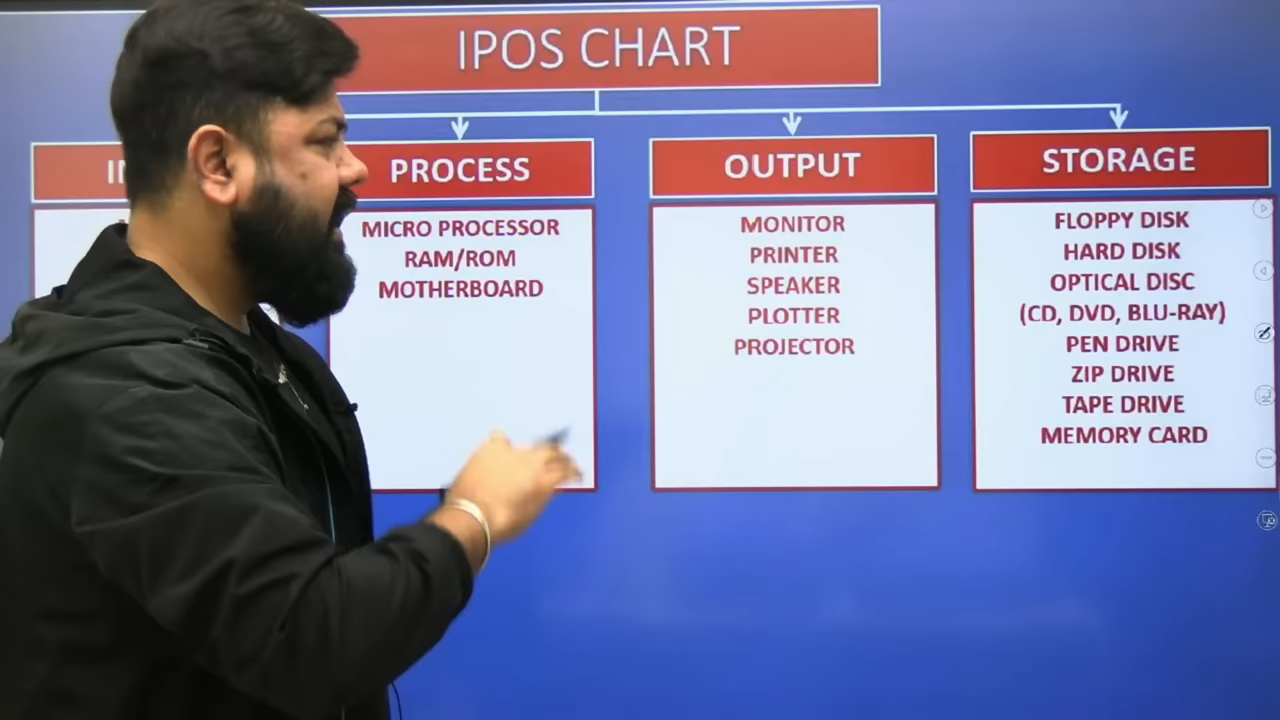 IPOS CHART
PROCESS
MICRO PROCESSOR
RAM/ROM
MOTHERBOARD
OUTPUT
MONITOR
PRINTER
SPEAKER
PLOTTER
PROJECTOR
STORAGE
FLOPPY DISK
HARD DISK
OPTICAL DISC
(CD, DVD, BLU-RAY)
PEN DRIVE
ZIP DRIVE
TAPE DRIVE
MEMORY CARD